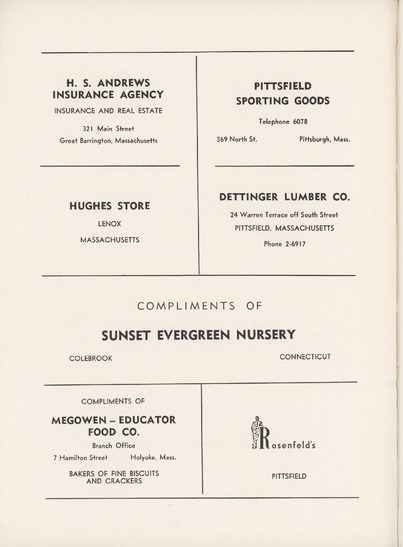 H. S. ANDREWS
INSURANCE AGENCY
INSURANCE AND REAL ESTATE
321 Main Street
Great Barrington, Massachusetts
PITTSFIELD
SPORTING GOODS
Telephone 6078
369 North St. Pittsburgh, Mass.
HUGHES STORE
LENOX
MASSACHUSETTS
DETTINGER LUMBER CO.
24 Warren Terrace off South Street
PITTSFIELD, MASSACHUSETTS
Phone 2-6917
COMPLIMENTS OF
SUNSET EVERGREEN NURSERY
COLEBROOK CONNECTICUT
COMPLIMENTS OF
MEGOWEN – EDUCATOR
FOOD CO.
Branch Office
7 Hamilton Street Holyoke, Mass.
BAKERS OF FINE BISCUITS
AND CRACKERS
Rosenfeld's
PITTSFIELD